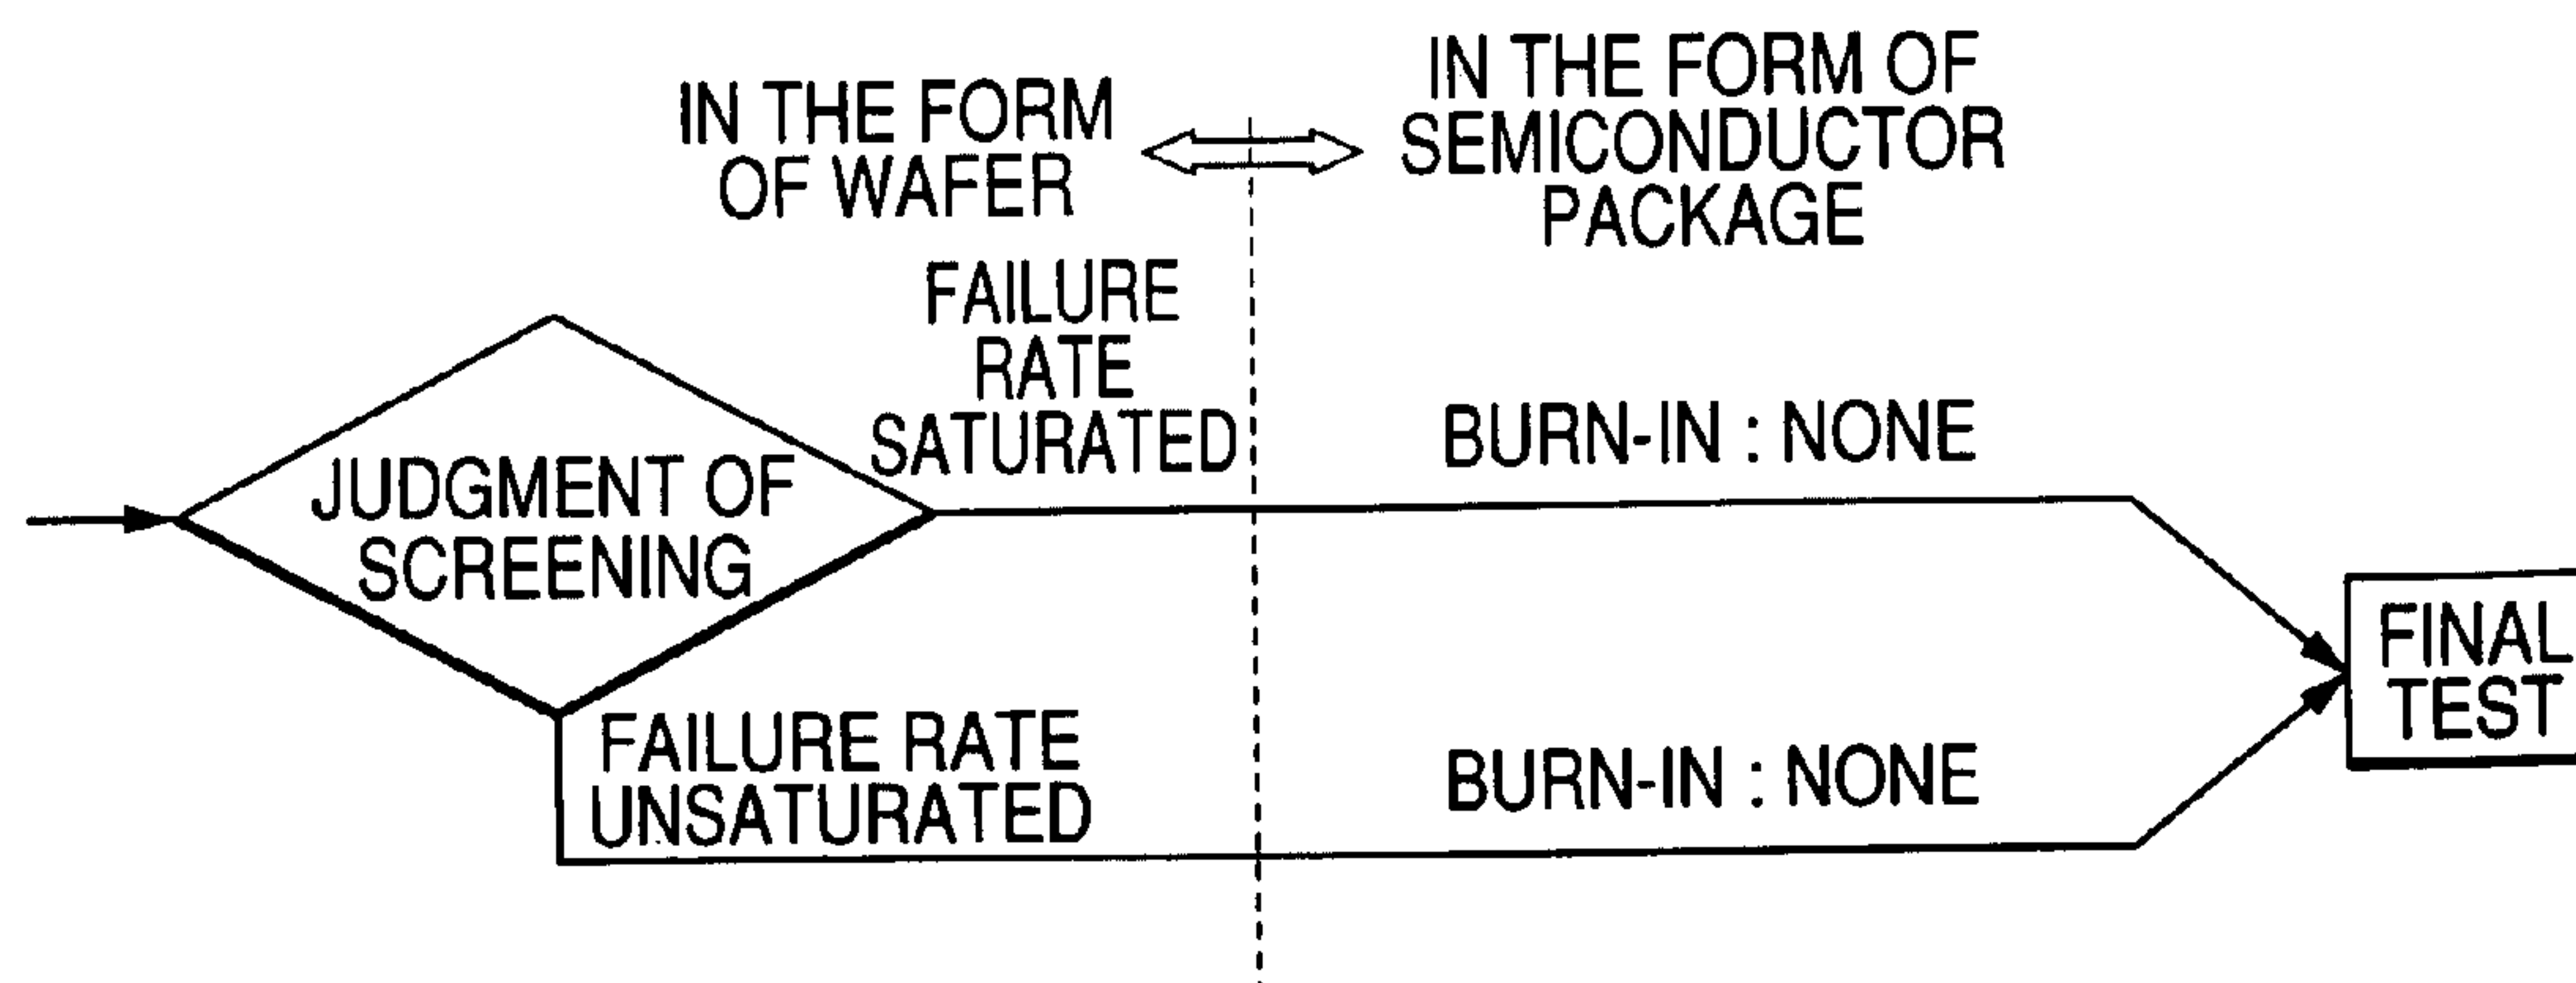 IN THE FORM
OF WAFER
IN THE FORM OF
SEMICONDUCTOR
PACKAGE
FAILURE
RATE
SATURATED
BURN-IN : NONE
JUDGMENT OF
SCREENING
FINAL
TEST
FAILURE RATE
UNSATURATED
BURN-IN : NONE